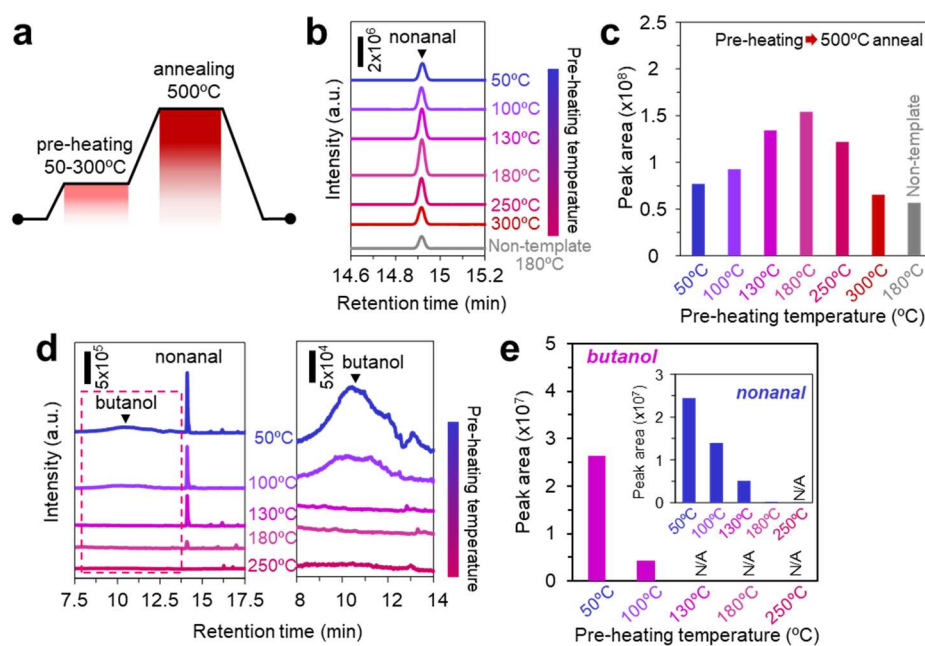 a
annealing
500ºC
pre-heating
50-300ºC
b
2x10⁶
nonanal
Intensity (a.u.)
50ºC
100ºC
130ºC
180ºC
250ºC
300ºC
Non-template
180ºC
Pre-heating temperature
14.6 14.8 15 15.2
Retention time (min)
c
Pre-heating ➡ 500ºC anneal
Peak area (x10⁸)
2.5
2
1.5
1
0.5
0
Non-template
50ºC 100ºC 130ºC 180ºC 250ºC 300ºC 180ºC
Pre-heating temperature (ºC)
d
5x10⁵
nonanal
butanol
Intensity (a.u.)
50ºC
100ºC
130ºC
180ºC
250ºC
7.5 10 12.5 15 17.5
Retention time (min)
5x10⁴
butanol
Pre-heating temperature
8 10 12 14
Retention time (min)
e
butanol
Peak area (x10⁷)
5
4
3
2
1
0
N/A N/A N/A
50ºC 100ºC 130ºC 180ºC 250ºC
Pre-heating temperature (ºC)
nonanal
Peak area (x10⁷)
3
2
1
0
N/A
50ºC 100ºC 130ºC 180ºC 250ºC